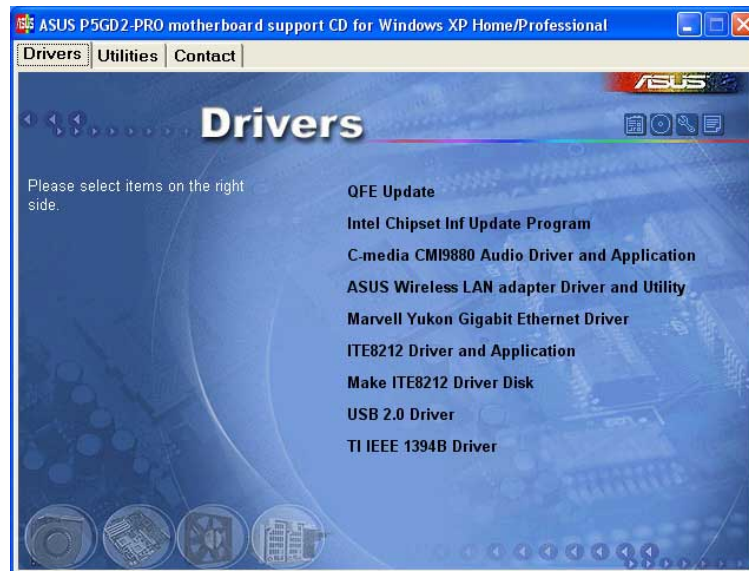 ASUS P5GD2-PRO motherboard support CD for Windows XP Home/Professional
Drivers Utilities Contact
/SUS
Drivers
Please select items on the right
side.
QFE Update
Intel Chipset Inf Update Program
C-media CMI9880 Audio Driver and Application
ASUS Wireless LAN adapter Driver and Utility
Marvell Yukon Gigabit Ethernet Driver
ITE8212 Driver and Application
Make ITE8212 Driver Disk
USB 2.0 Driver
TI IEEE 1394B Driver